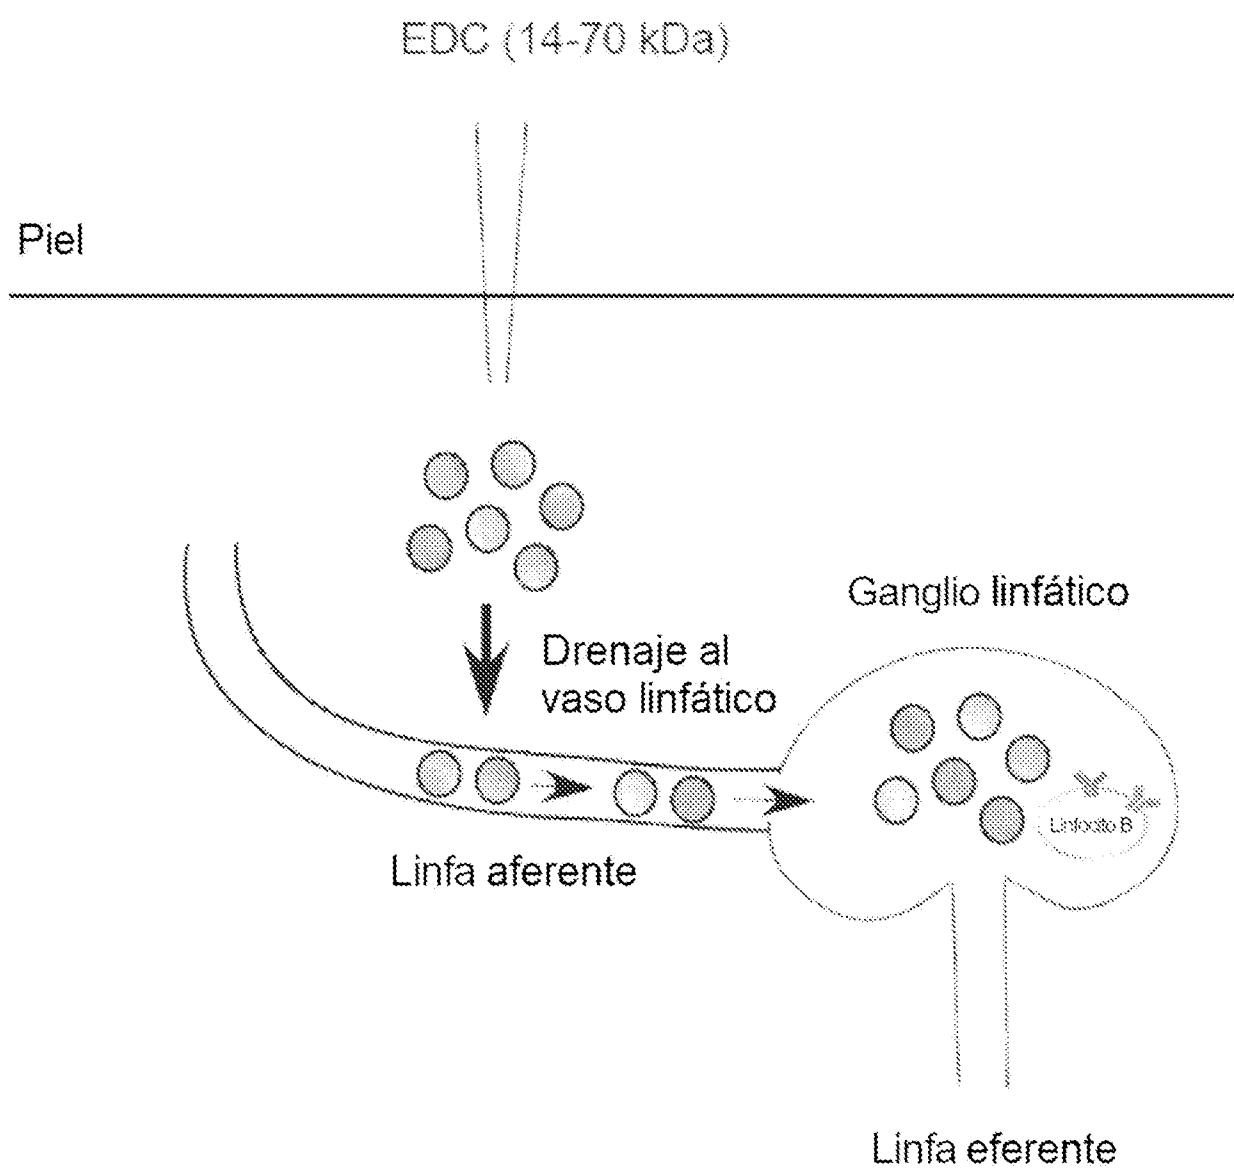 EDC (14-70 kDa)
Piel
Ganglio linfático
Drenaje al
vaso linfático
Linfocito B
Linfa aferente
Linfa eferente